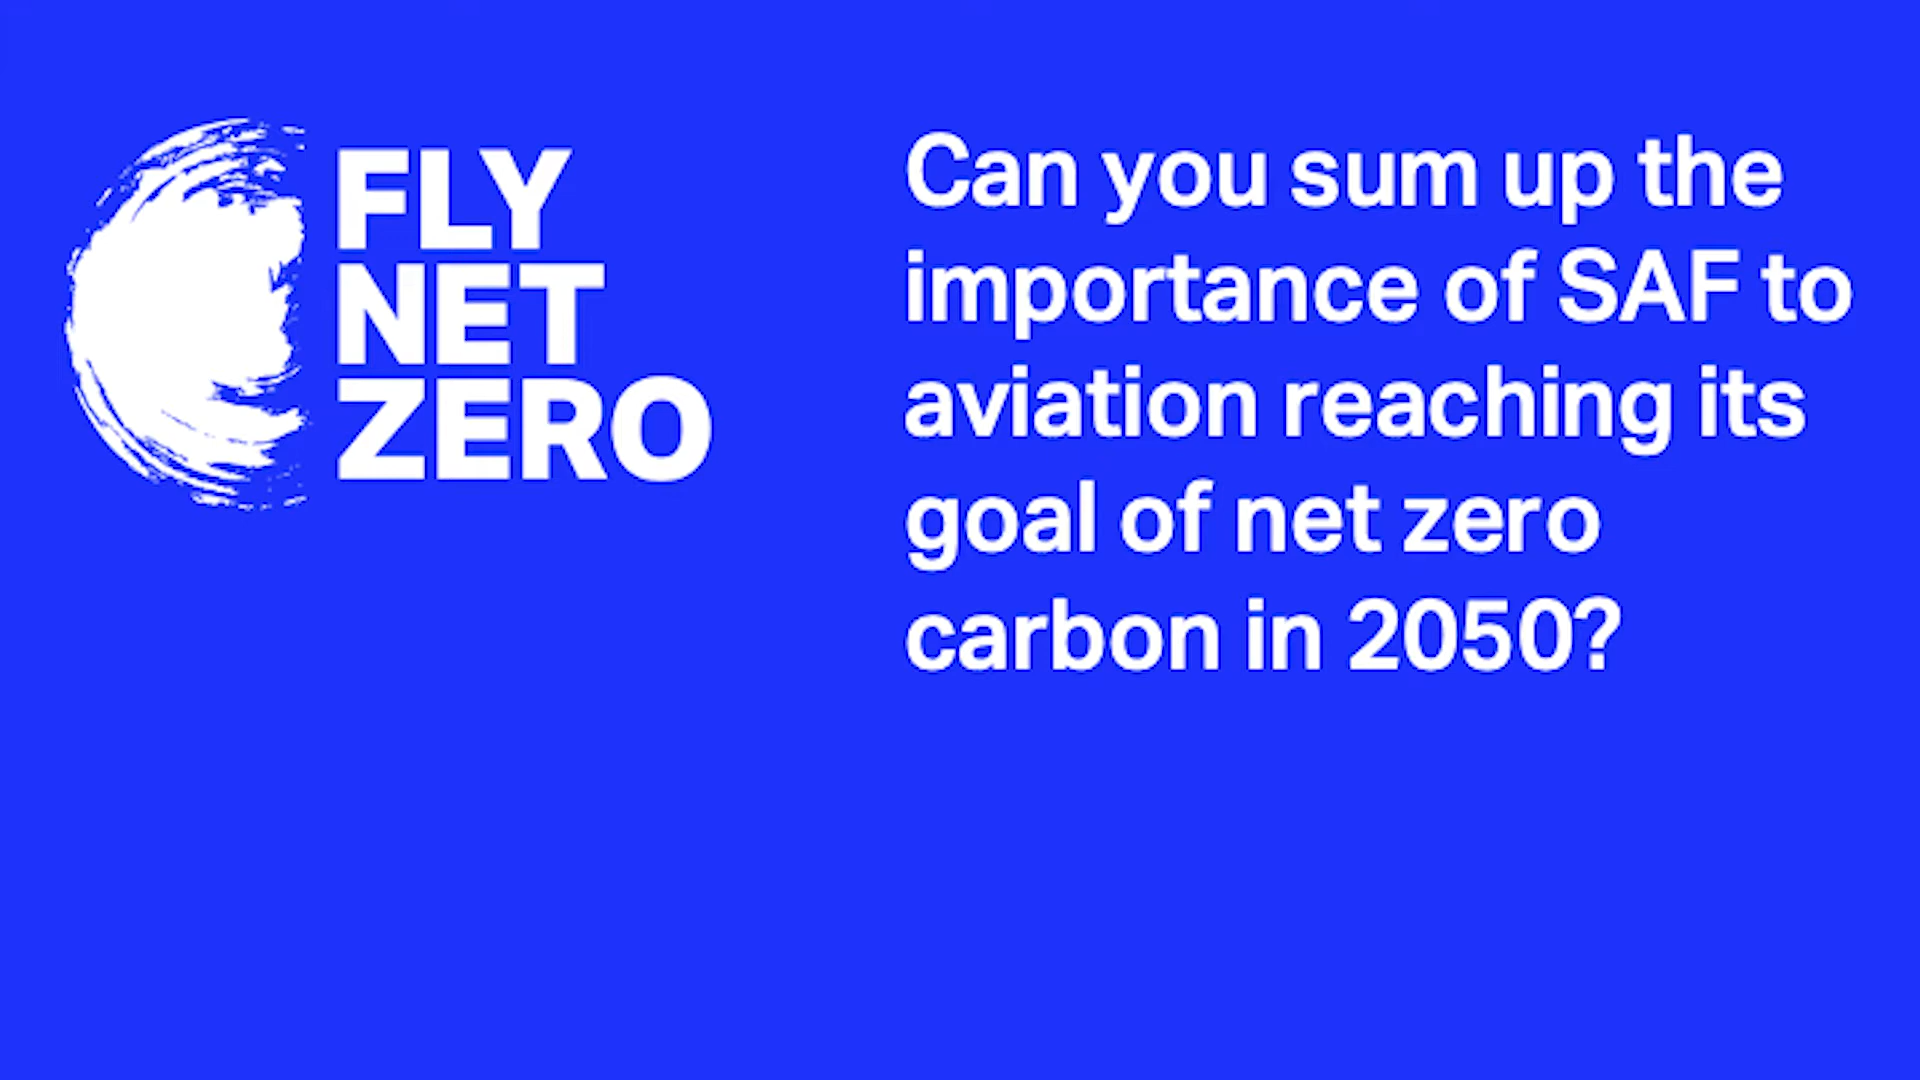 FLY
NET
ZERO
Can you sum up the
importance of SAF to
aviation reaching its
goal of net zero
carbon in 2050?